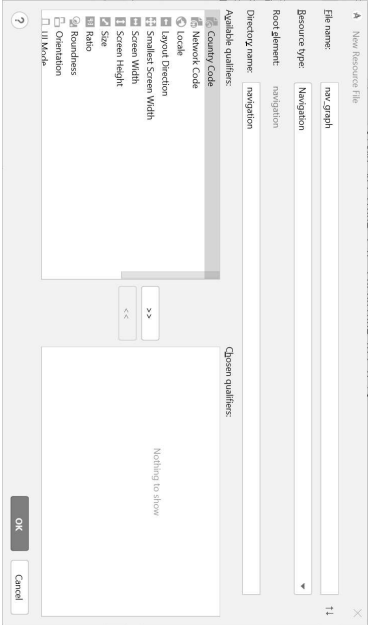 New Resource File
File name:
nav_graph
Resource type:
Navigation
Root element:
navigation
Directory name:
navigation
Available qualifiers:
Chosen qualifiers:
Country Code
Network Code
Locale
Layout Direction
Smallest Screen Width
Screen Width
Screen Height
Size
Ratio
Orientation
UI Mode
>>
<<
Nothing to show
?
OK
Cancel